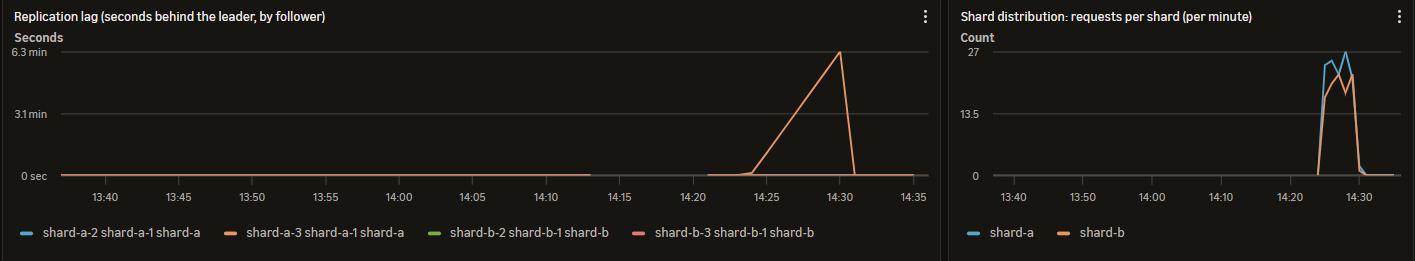 Replication lag (seconds behind the leader, by follower)
Seconds
6.3 min
3.1 min
0 sec
13:40 13:45 13:50 13:55 14:00 14:05 14:10 14:15 14:20 14:25 14:30 14:35
shard-a-2 shard-a-1 shard-a shard-a-3 shard-a-1 shard-a shard-b-2 shard-b-1 shard-b shard-b-3 shard-b-1 shard-b
Shard distribution: requests per shard (per minute)
Count
27
13.5
0
13:40 13:50 14:00 14:10 14:20 14:30
shard-a shard-b